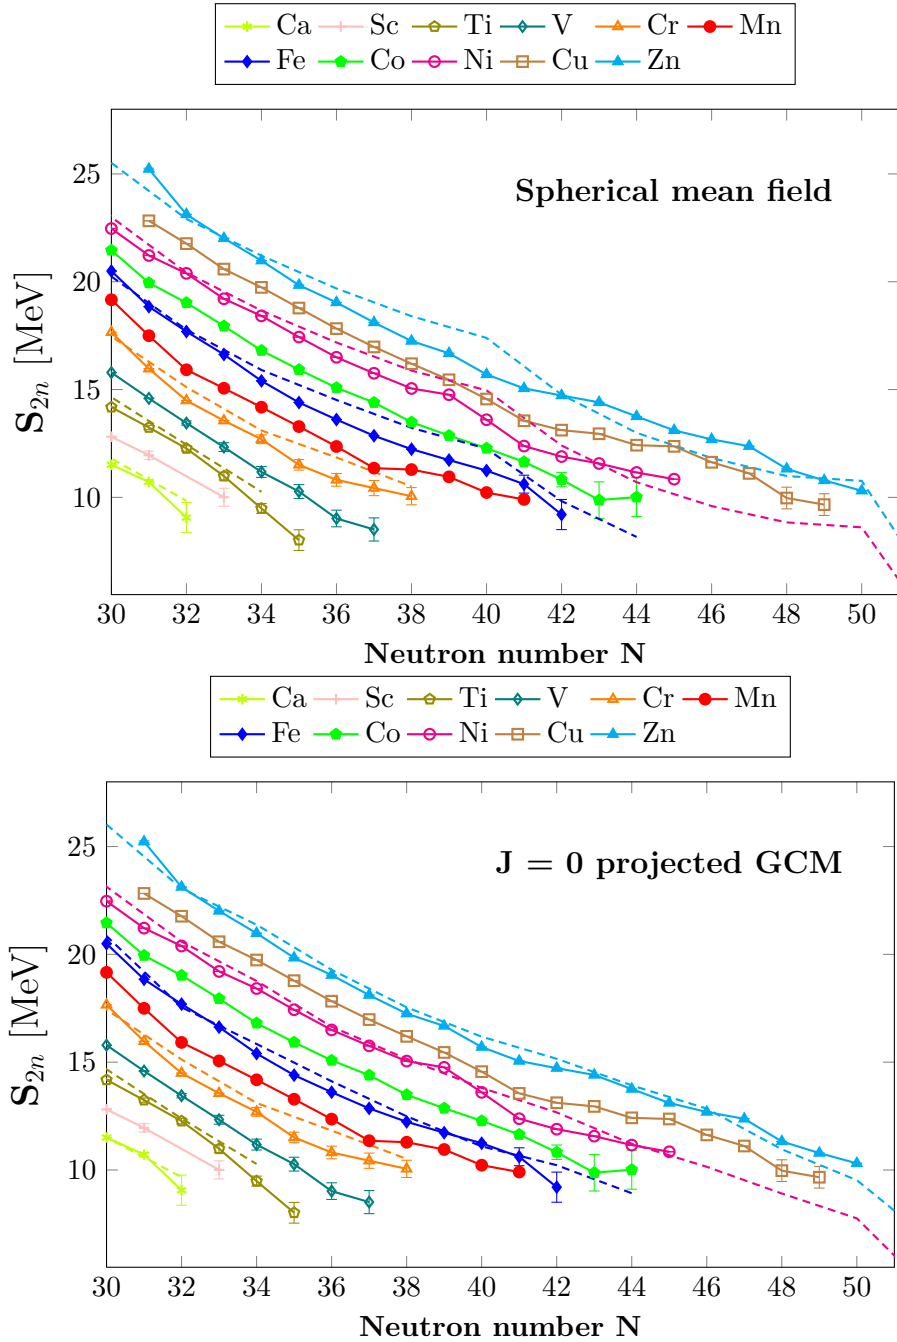 Ca Sc Ti V Cr Mn
Fe Co Ni Cu Zn
Spherical mean field
25
20
15
10
S2n [MeV]
30 32 34 36 38 40 42 44 46 48 50
Neutron number N
Ca Sc Ti V Cr Mn
Fe Co Ni Cu Zn
J = 0 projected GCM
25
20
15
10
S2n [MeV]
30 32 34 36 38 40 42 44 46 48 50
Neutron number N